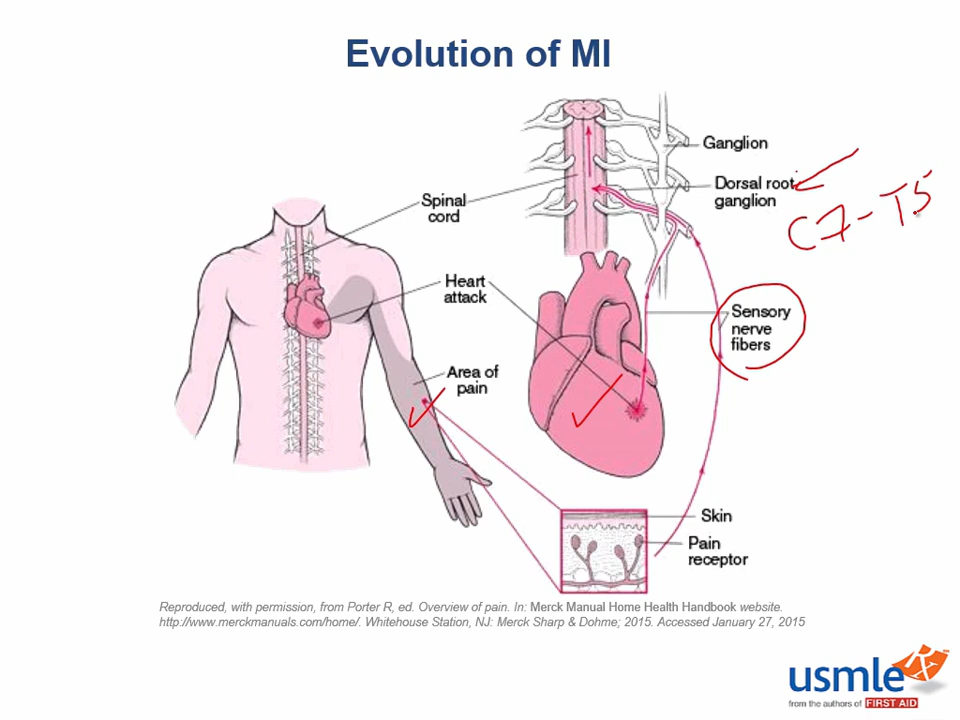 Evolution of MI
Ganglion
Dorsal root
ganglion
C7-T5
Spinal
cord
Heart
attack
Sensory
nerve
fibers
Area of
pain
Skin
Pain
receptor
Reproduced, with permission, from Porter R, ed. Overview of pain. In: Merck Manual Home Health Handbook website.
http://www.merckmanuals.com/home/. Whitehouse Station, NJ: Merck Sharp & Dohme; 2015. Accessed January 27, 2015
usmle Rx
from the authors of FIRST AID